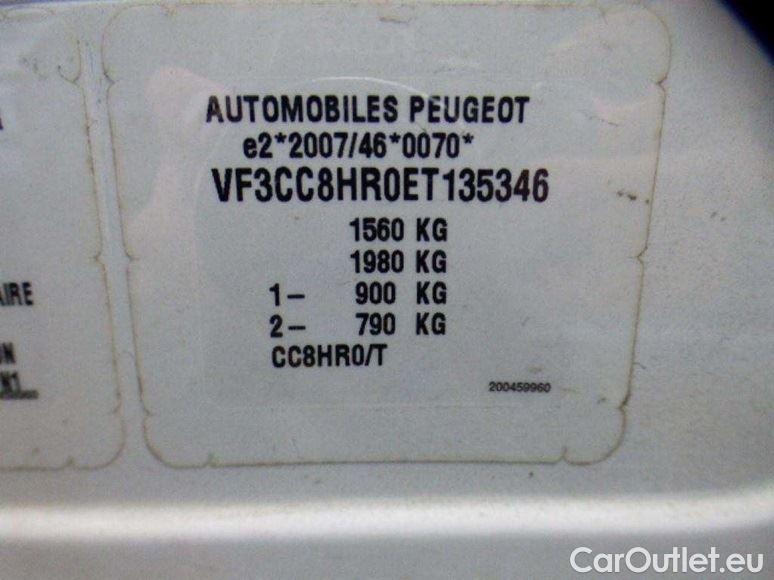 AUTOMOBILES PEUGEOT
e2*2007/46*0070*
VF3CC8HR0ET135346
1560 KG
1980 KG
1- 900 KG
2- 790 KG
CC8HR0/T
200459960
AIRE
N1
CarOutlet.eu